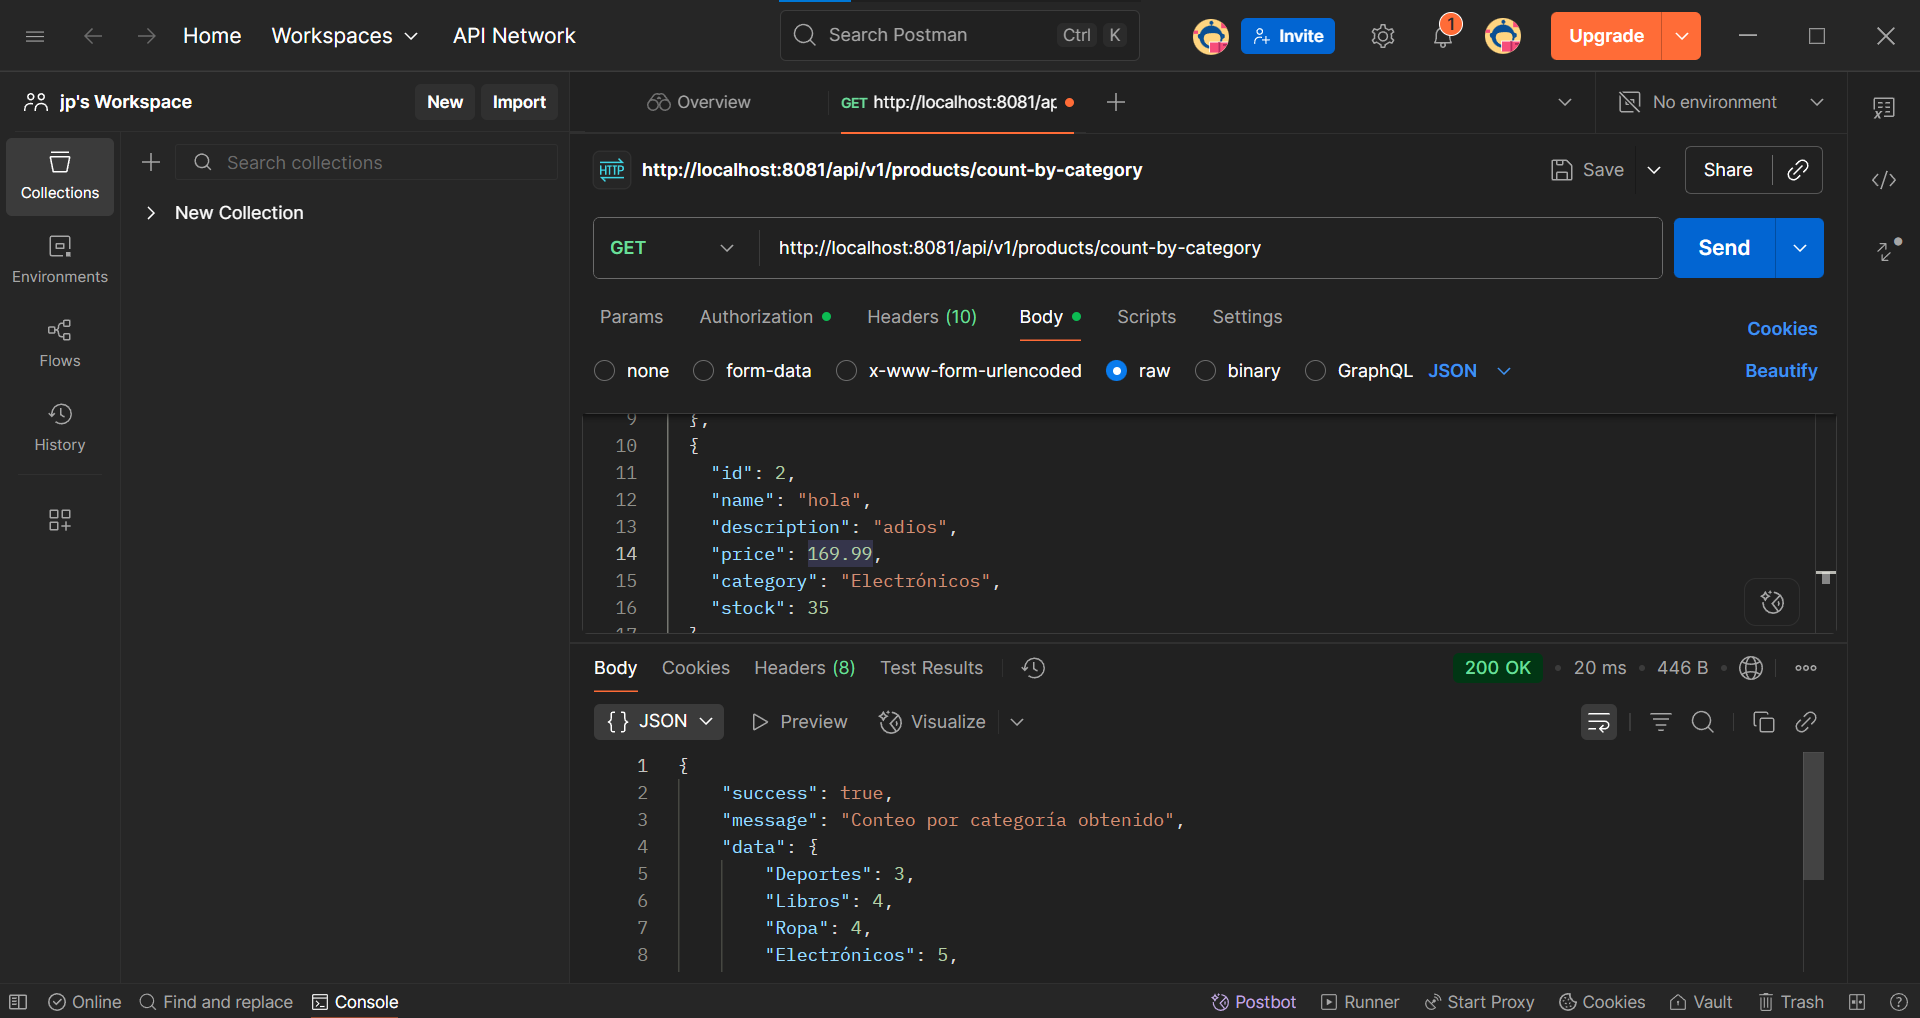 Home
Workspaces
API Network
Search Postman
Ctrl K
Invite
1
Upgrade
jp's Workspace
New
Import
Overview
GET http://localhost:8081/ap
No environment
Collections
Search collections
New Collection
Environments
Flows
History
HTTP
http://localhost:8081/api/v1/products/count-by-category
Save
Share
GET
http://localhost:8081/api/v1/products/count-by-category
Send
Params
Authorization
Headers (10)
Body
Scripts
Settings
Cookies
none
form-data
x-www-form-urlencoded
raw
binary
GraphQL
JSON
Beautify
9 },
10 {
11 "id": 2,
12 "name": "hola",
13 "description": "adios",
14 "price": 169.99,
15 "category": "Electrónicos",
16 "stock": 35
17 }
Body
Cookies
Headers (8)
Test Results
200 OK
20 ms
446 B
{} JSON
Preview
Visualize
1 {
2 "success": true,
3 "message": "Conteo por categoría obtenido",
4 "data": {
5 "Deportes": 3,
6 "Libros": 4,
7 "Ropa": 4,
8 "Electrónicos": 5,
Online
Find and replace
Console
Postbot
Runner
Start Proxy
Cookies
Vault
Trash